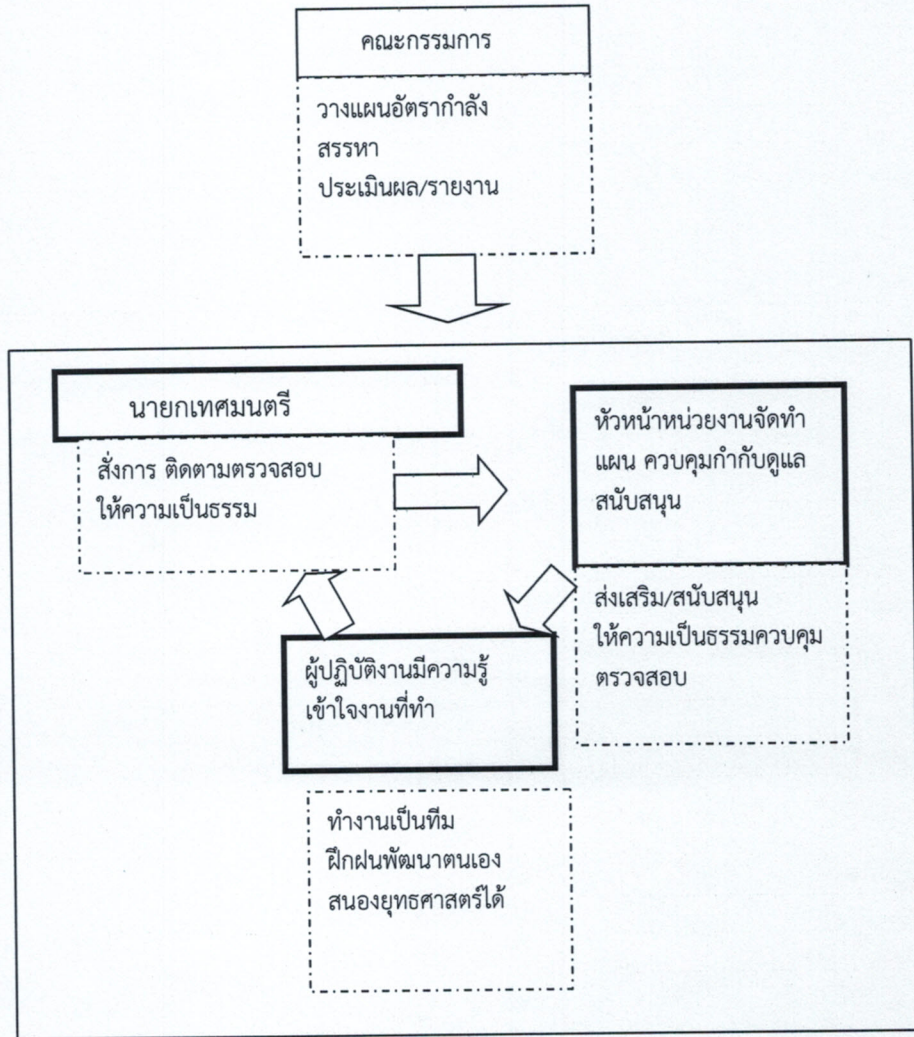 คณะกรรมการ
วางแผนอัตรากำลัง
สรรหา
ประเมินผล/รายงาน
นายกเทศมนตรี
สั่งการ ติดตามตรวจสอบ
ให้ความเป็นธรรม
หัวหน้าหน่วยงานจัดทำ
แผน ควบคุมกำกับดูแล
สนับสนุน
ส่งเสริม/สนับสนุน
ให้ความเป็นธรรมควบคุม
ตรวจสอบ
ผู้ปฏิบัติงานมีความรู้
เข้าใจงานที่ทำ
ทำงานเป็นทีม
ฝึกฝนพัฒนาตนเอง
สนองยุทธศาสตร์ได้